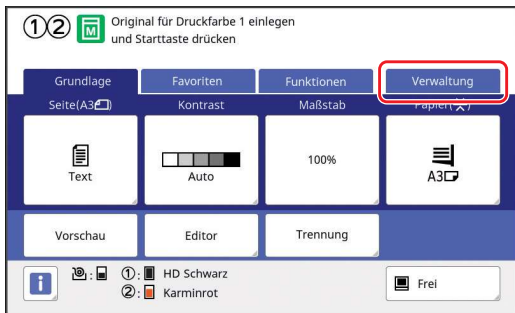 ①② M Original für Druckfarbe 1 einlegen
und Starttaste drücken
Grundlage Favoriten Funktionen Verwaltung
Seite(A3) Kontrast Maßstab Papier()
Text Auto 100% A3
Vorschau Editor Trennung
i : ①: HD Schwarz Frei
②: Karminrot